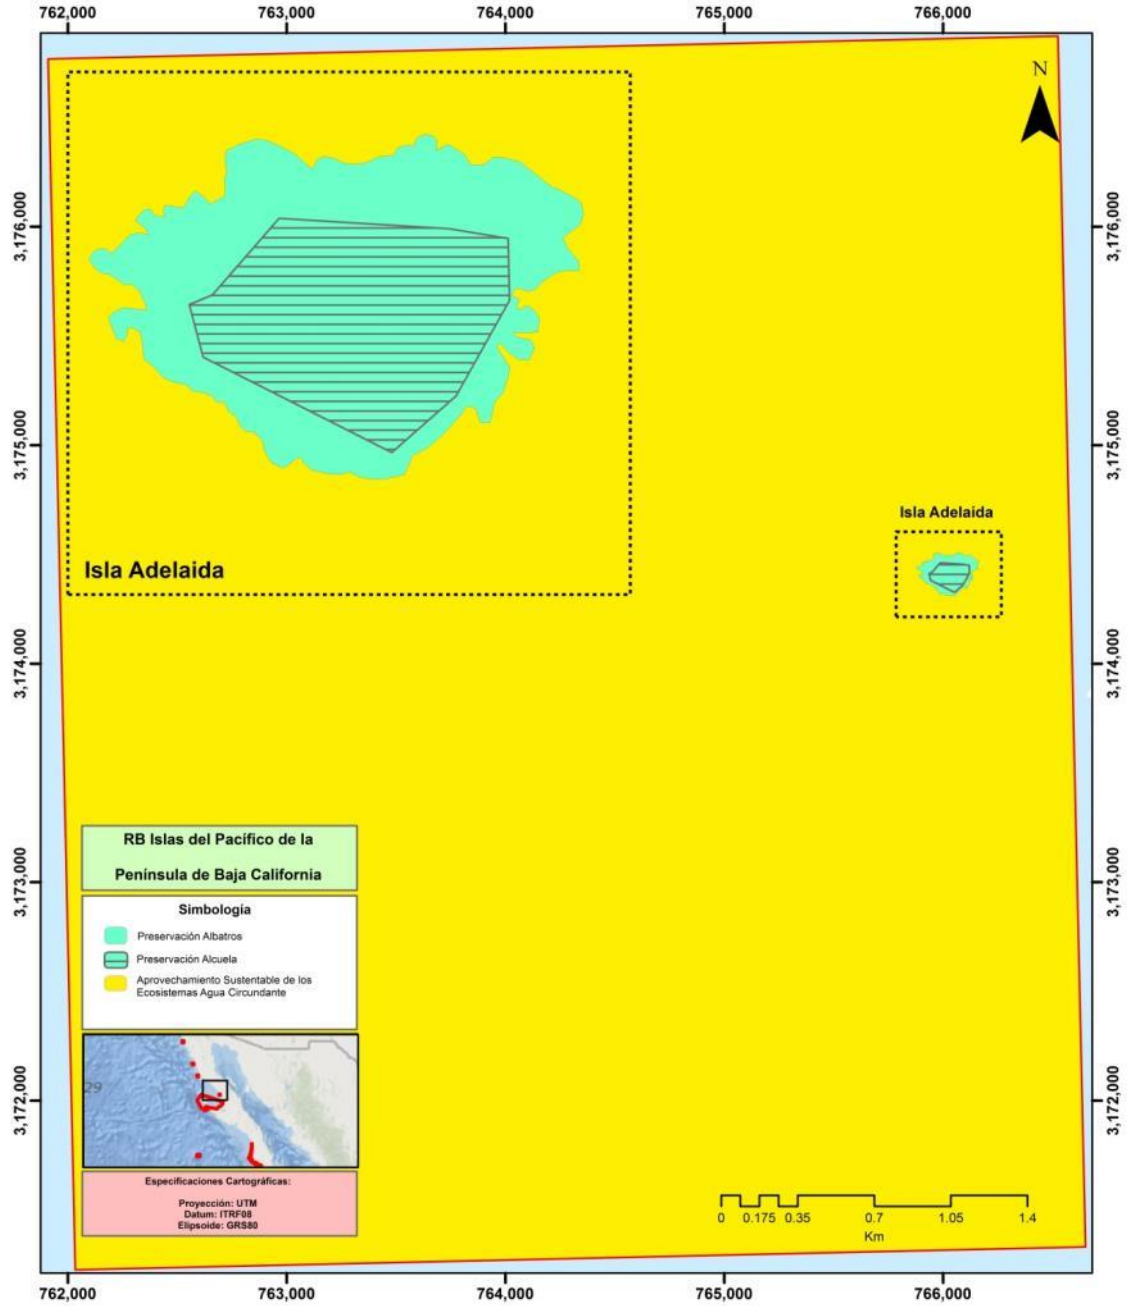 762,000
763,000
764,000
765,000
766,000
N
3,176,000
3,176,000
3,175,000
3,175,000
Isla Adelaida
Isla Adelaida
3,174,000
3,174,000
RB Islas del Pacífico de la
Península de Baja California
3,173,000
3,173,000
Simbología
Preservación Albatros
Preservación Alcuela
Aprovechamiento Sustentable de los
Ecosistemas Agua Circundante
29
3,172,000
3,172,000
Especificaciones Cartográficas:
Proyección: UTM
Datum: ITRF08
Elipsoide: GRS80
0 0.175 0.35 0.7 1.05 1.4
Km
762,000
763,000
764,000
765,000
766,000